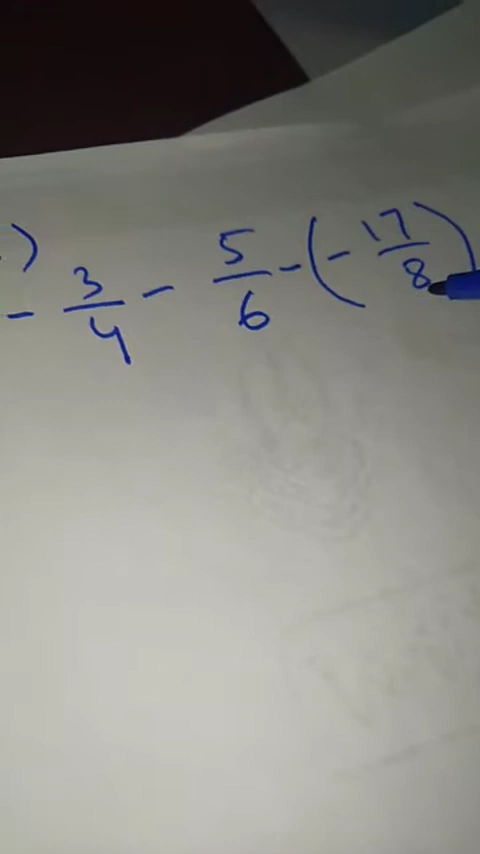 )
- 3/4 - 5/6 - (- 17/8)